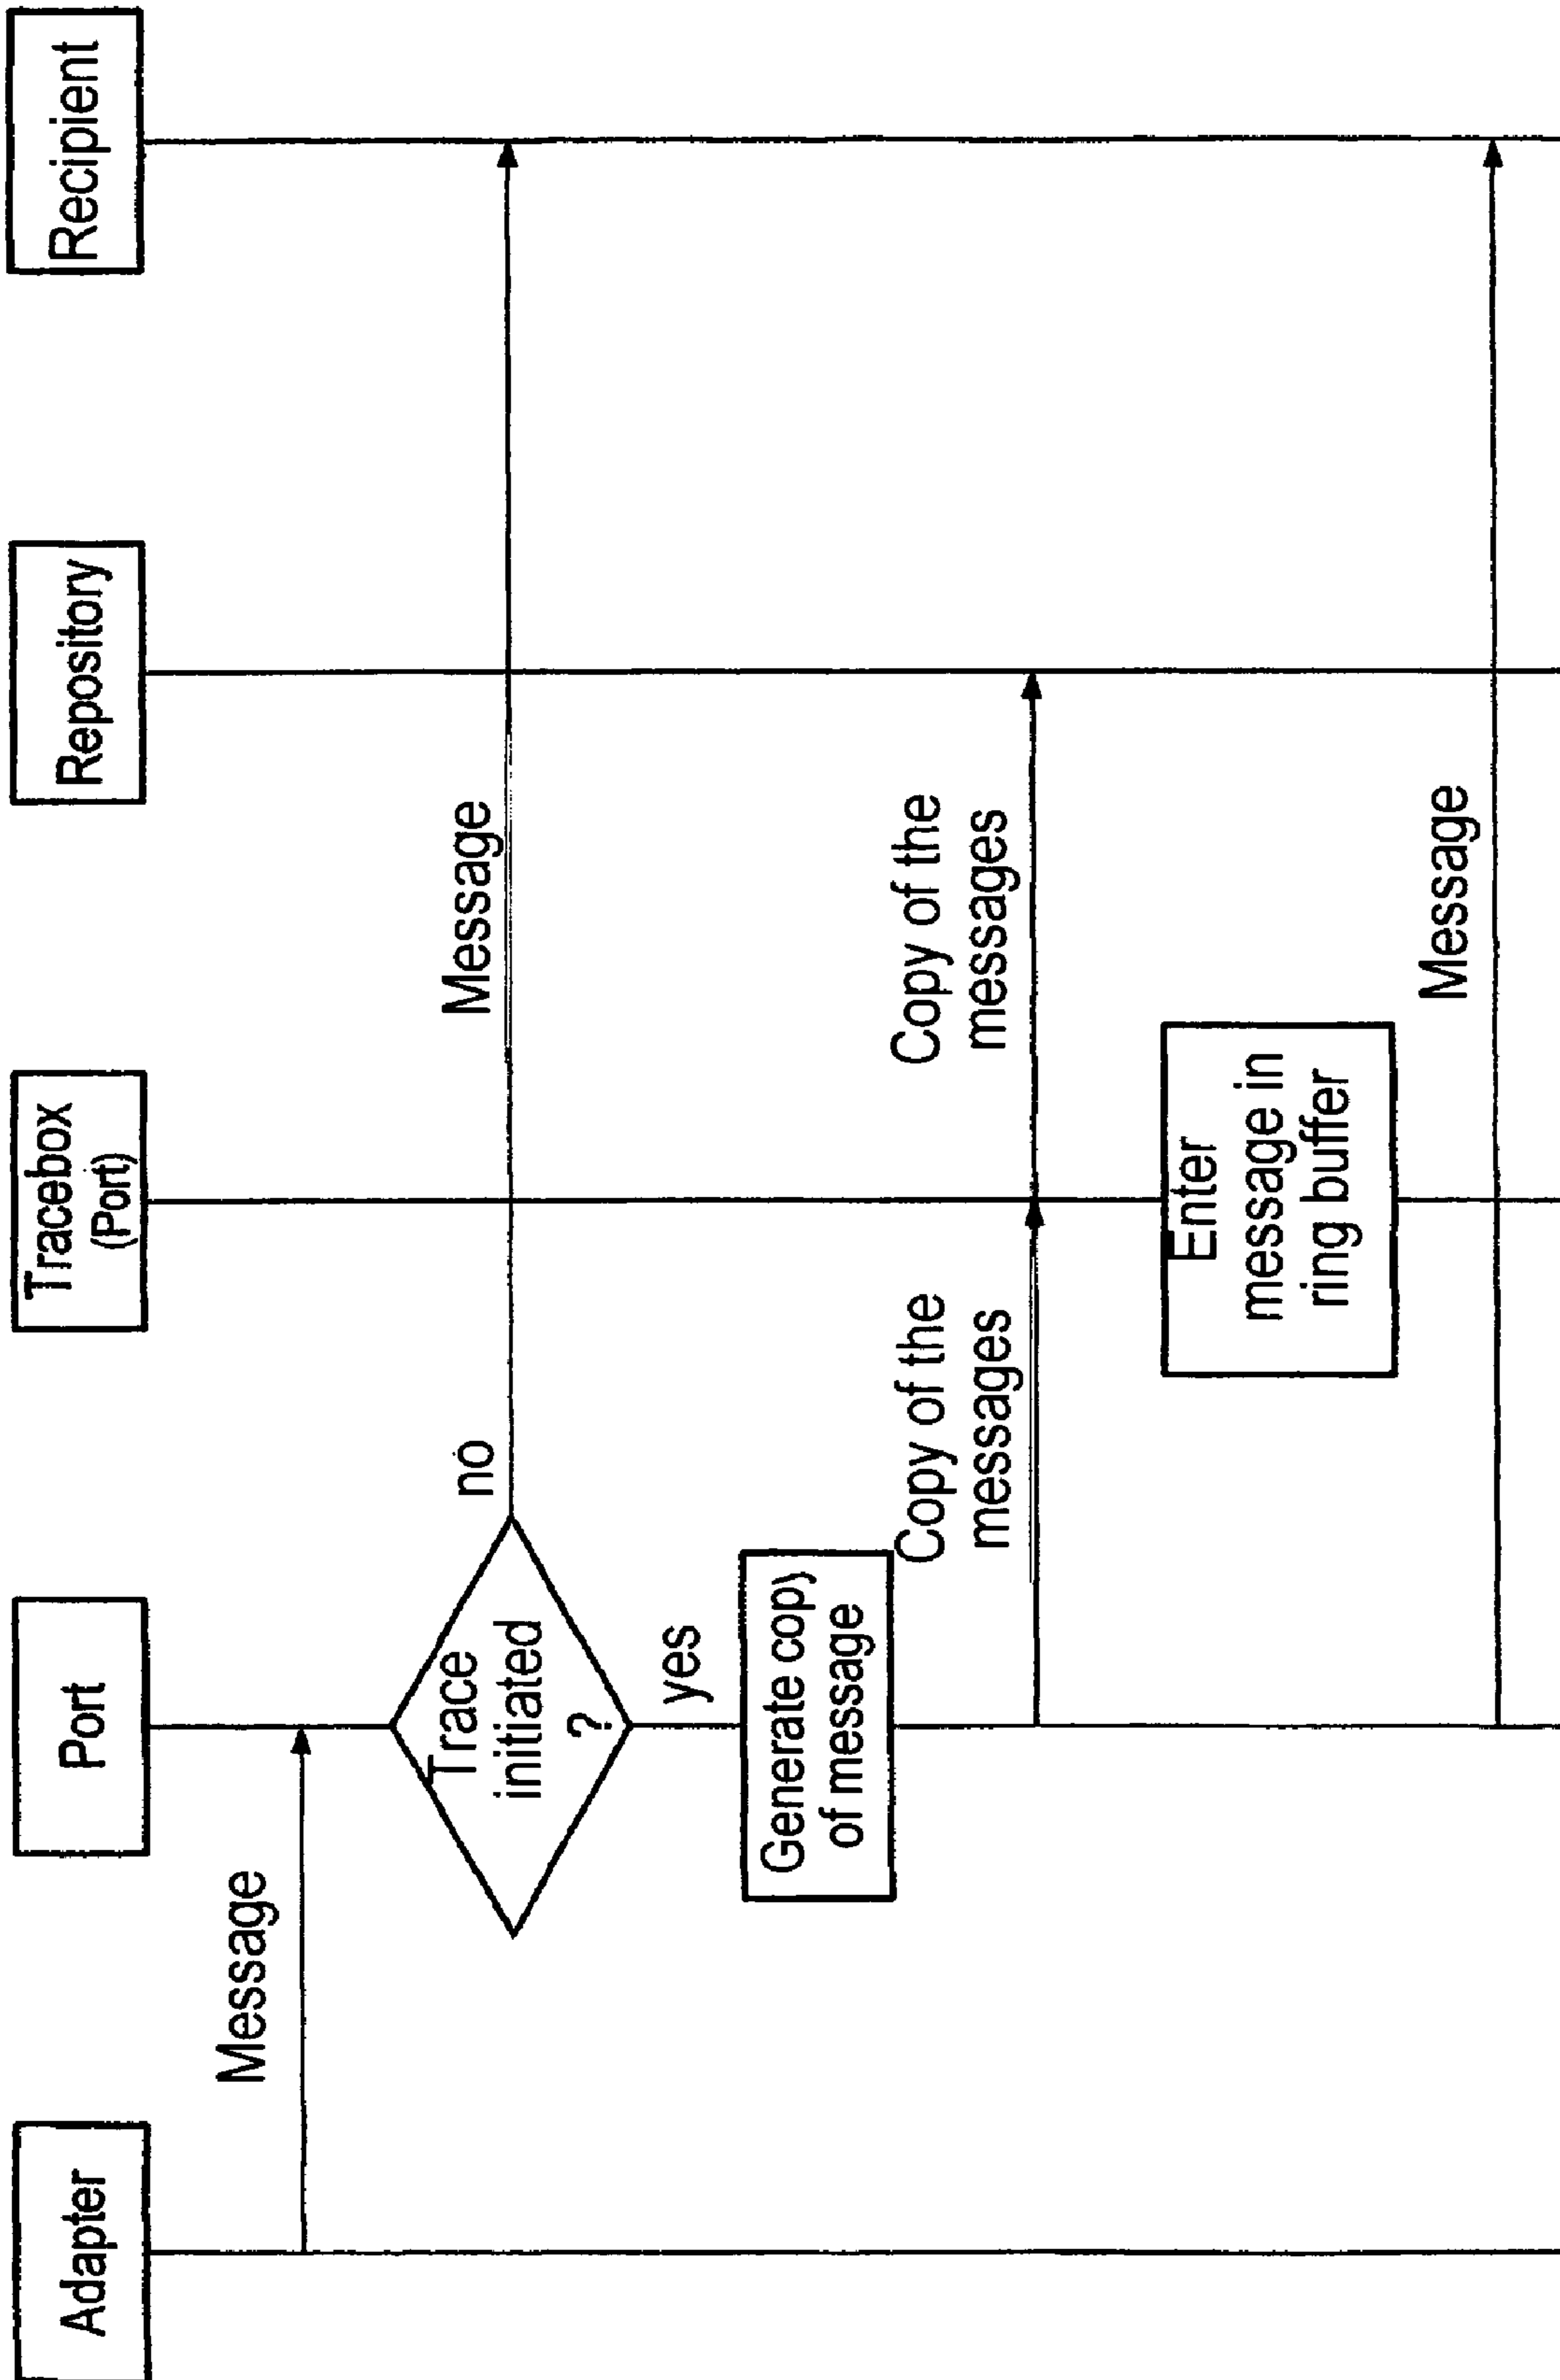 Adapter
Port
Tracebox
(Port)
Repository
Recipient
Message
Trace
initiated
?
no
Message
yes
Generate copy
of message
Copy of the
messages
Copy of the
messages
Enter
message in
ring buffer
Message